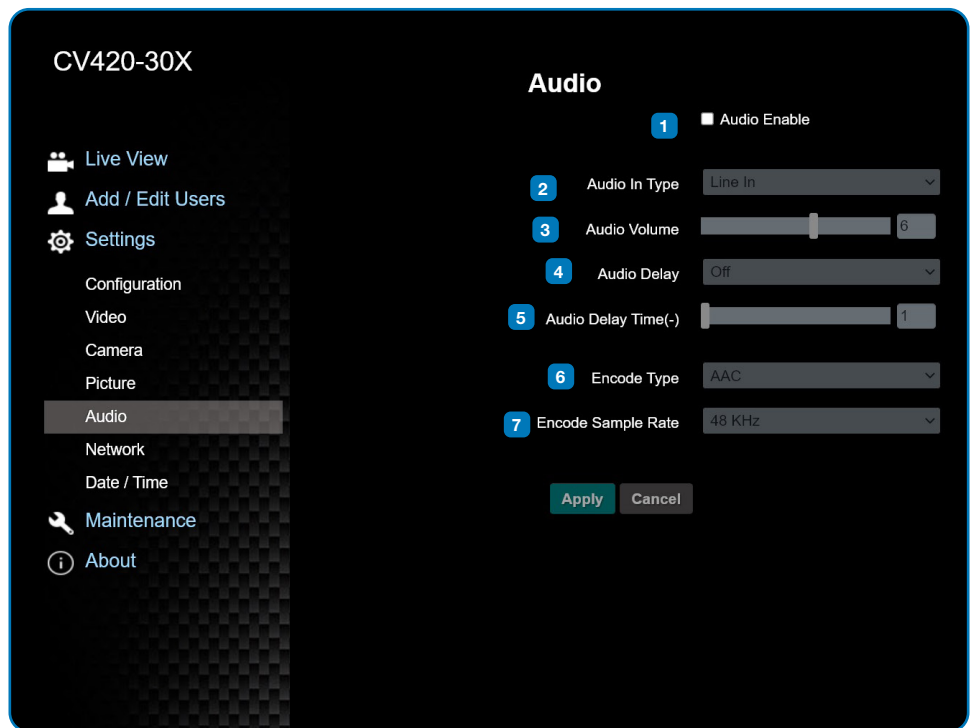 CV420-30X
Live View
Add / Edit Users
Settings
Configuration
Video
Camera
Picture
Audio
Network
Date / Time
Maintenance
About
Audio
1 Audio Enable
2 Audio In Type Line In
3 Audio Volume 6
4 Audio Delay Off
5 Audio Delay Time(-) 1
6 Encode Type AAC
7 Encode Sample Rate 48 KHz
Apply Cancel